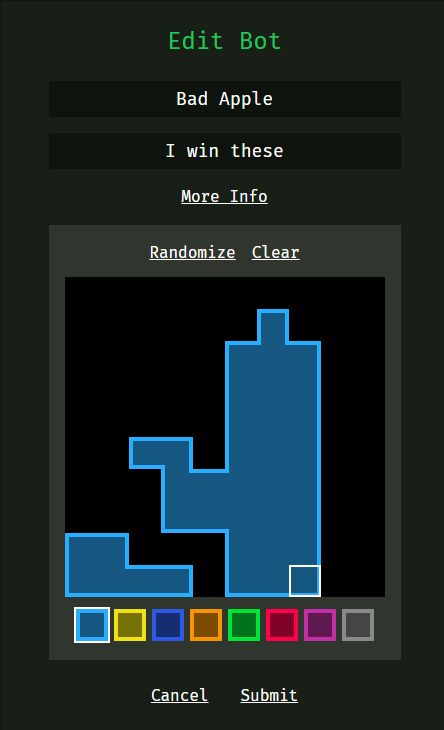 Edit Bot
Bad Apple
I win these
More Info
Randomize Clear
Cancel Submit